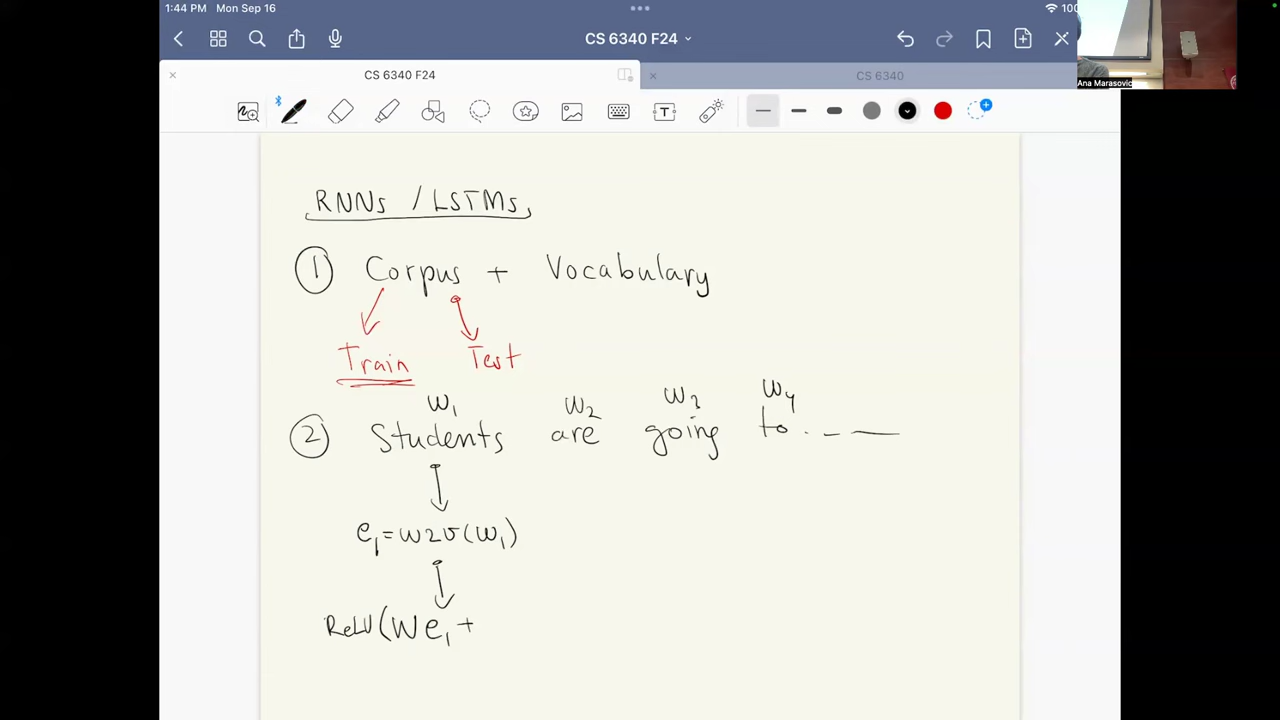 1:44 PM Mon Sep 16
100
CS 6340 F24
CS 6340 F24
CS 6340
T
Ana Marasovic
RNNs / LSTMs
1 Corpus + Vocabulary
Train Test
w₁ w₂ w₃ w₄
2 Students are going to . _ _
e₁ = w2v(w₁)
ReLU(We₁ +